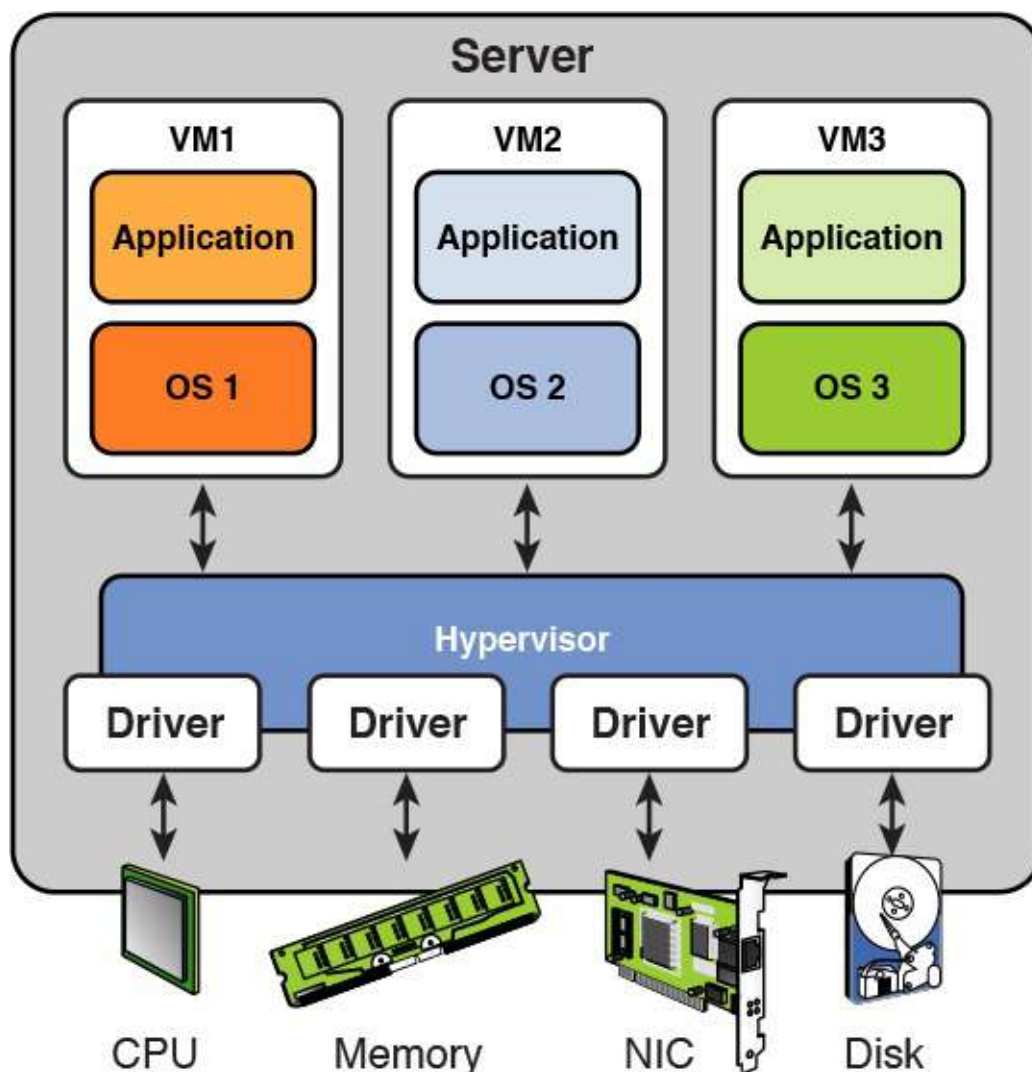 Server
VM1 VM2 VM3
Application Application Application
OS 1 OS 2 OS 3
Hypervisor
Driver Driver Driver Driver
CPU Memory NIC Disk